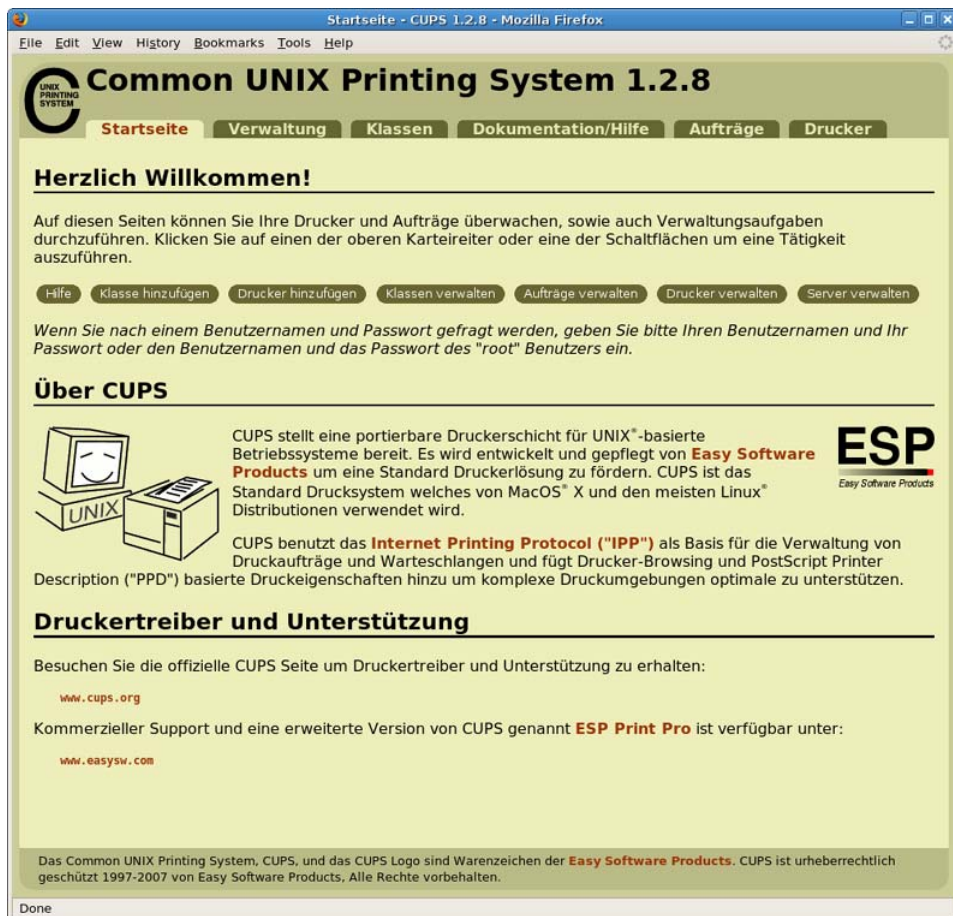 Startseite - CUPS 1.2.8 - Mozilla Firefox
File Edit View History Bookmarks Tools Help
UNIX
PRINTING
SYSTEM
Common UNIX Printing System 1.2.8
Startseite Verwaltung Klassen Dokumentation/Hilfe Aufträge Drucker
Herzlich Willkommen!
Auf diesen Seiten können Sie Ihre Drucker und Aufträge überwachen, sowie auch Verwaltungsaufgaben
durchzuführen. Klicken Sie auf einen der oberen Karteireiter oder eine der Schaltflächen um eine Tätigkeit
auszuführen.
Hilfe Klasse hinzufügen Drucker hinzufügen Klassen verwalten Aufträge verwalten Drucker verwalten Server verwalten
Wenn Sie nach einem Benutzernamen und Passwort gefragt werden, geben Sie bitte Ihren Benutzernamen und Ihr
Passwort oder den Benutzernamen und das Passwort des "root" Benutzers ein.
Über CUPS
UNIX
CUPS stellt eine portierbare Druckerschicht für UNIX®-basierte
Betriebssysteme bereit. Es wird entwickelt und gepflegt von Easy Software
Products um eine Standard Druckerlösung zu fördern. CUPS ist das
Standard Drucksystem welches von MacOS® X und den meisten Linux®
Distributionen verwendet wird.
ESP
Easy Software Products
CUPS benutzt das Internet Printing Protocol ("IPP") als Basis für die Verwaltung von
Druckaufträge und Warteschlangen und fügt Drucker-Browsing und PostScript Printer
Description ("PPD") basierte Druckeigenschaften hinzu um komplexe Druckumgebungen optimale zu unterstützen.
Druckertreiber und Unterstützung
Besuchen Sie die offizielle CUPS Seite um Druckertreiber und Unterstützung zu erhalten:
www.cups.org
Kommerzieller Support und eine erweiterte Version von CUPS genannt ESP Print Pro ist verfügbar unter:
www.easysw.com
Das Common UNIX Printing System, CUPS, und das CUPS Logo sind Warenzeichen der Easy Software Products. CUPS ist urheberrechtlich
geschützt 1997-2007 von Easy Software Products, Alle Rechte vorbehalten.
Done